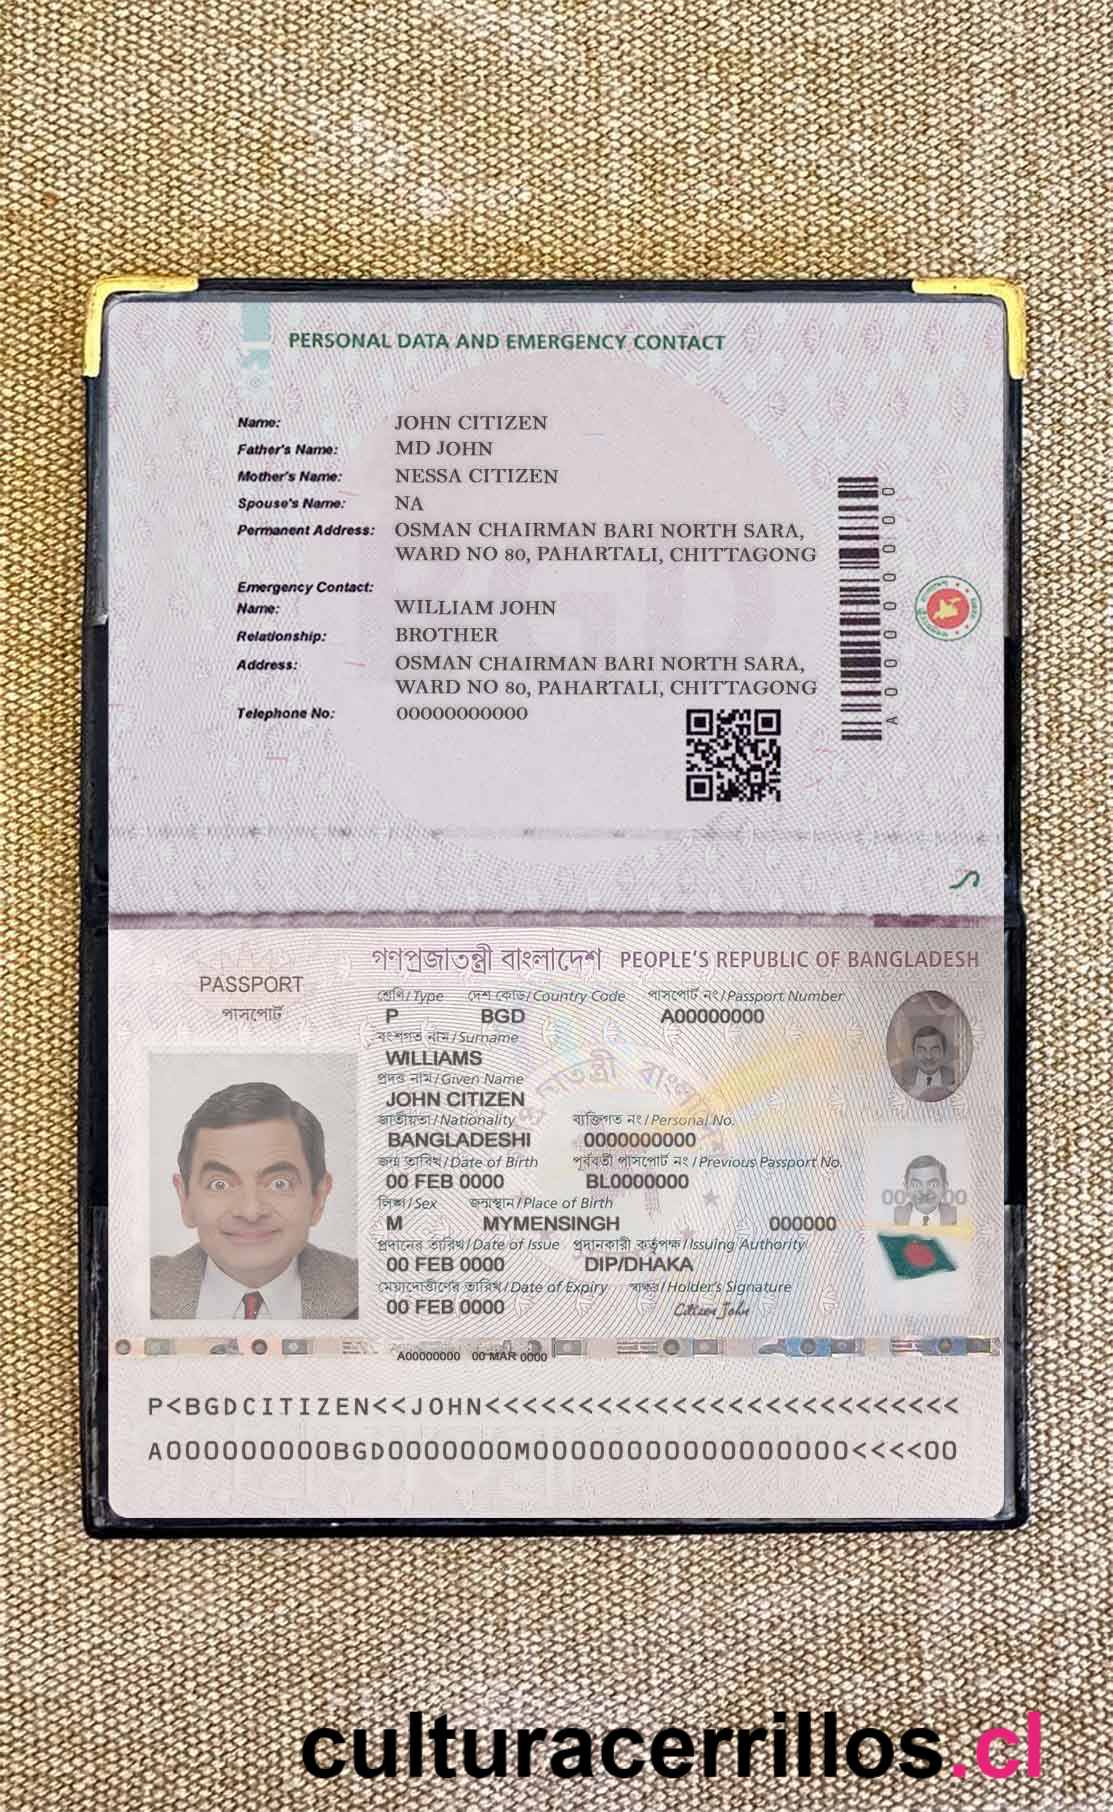 PERSONAL DATA AND EMERGENCY CONTACT
Name: JOHN CITIZEN
Father's Name: MD JOHN
Mother's Name: NESSA CITIZEN
Spouse's Name: NA
Permanent Address: OSMAN CHAIRMAN BARI NORTH SARA,
WARD NO 80, PAHARTALI, CHITTAGONG
Emergency Contact:
Name: WILLIAM JOHN
Relationship: BROTHER
Address: OSMAN CHAIRMAN BARI NORTH SARA,
WARD NO 80, PAHARTALI, CHITTAGONG
Telephone No: 00000000000
গণপ্রজাতন্ত্রী বাংলাদেশ PEOPLE'S REPUBLIC OF BANGLADESH
PASSPORT
পাসপোর্ট
শ্রেণি/Type দেশ কোড/Country Code পাসপোর্ট নং/Passport Number
P BGD A00000000
বংশগত নাম/Surname
WILLIAMS
প্রদত্ত নাম/Given Name
JOHN CITIZEN
জাতীয়তা/Nationality ব্যক্তিগত নং/Personal No.
BANGLADESHI 0000000000
জন্ম তারিখ/Date of Birth পূর্ববর্তী পাসপোর্ট নং/Previous Passport No.
00 FEB 0000 BL0000000
লিঙ্গ/Sex জন্মস্থান/Place of Birth
M MYMENSINGH 000000
প্রদানের তারিখ/Date of Issue প্রদানকারী কর্তৃপক্ষ/Issuing Authority
00 FEB 0000 DIP/DHAKA
মেয়াদোত্তীর্ণের তারিখ/Date of Expiry স্বাক্ষর/Holder's Signature
00 FEB 0000 Citizen John
A00000000 00 MAR 0000
P<BGDCITIZEN<<JOHN<<<<<<<<<<<<<<<<<<<<<<<<<<
A000000000BGD0000000M00000000000000000<<<<00
culturacerrillos.cl